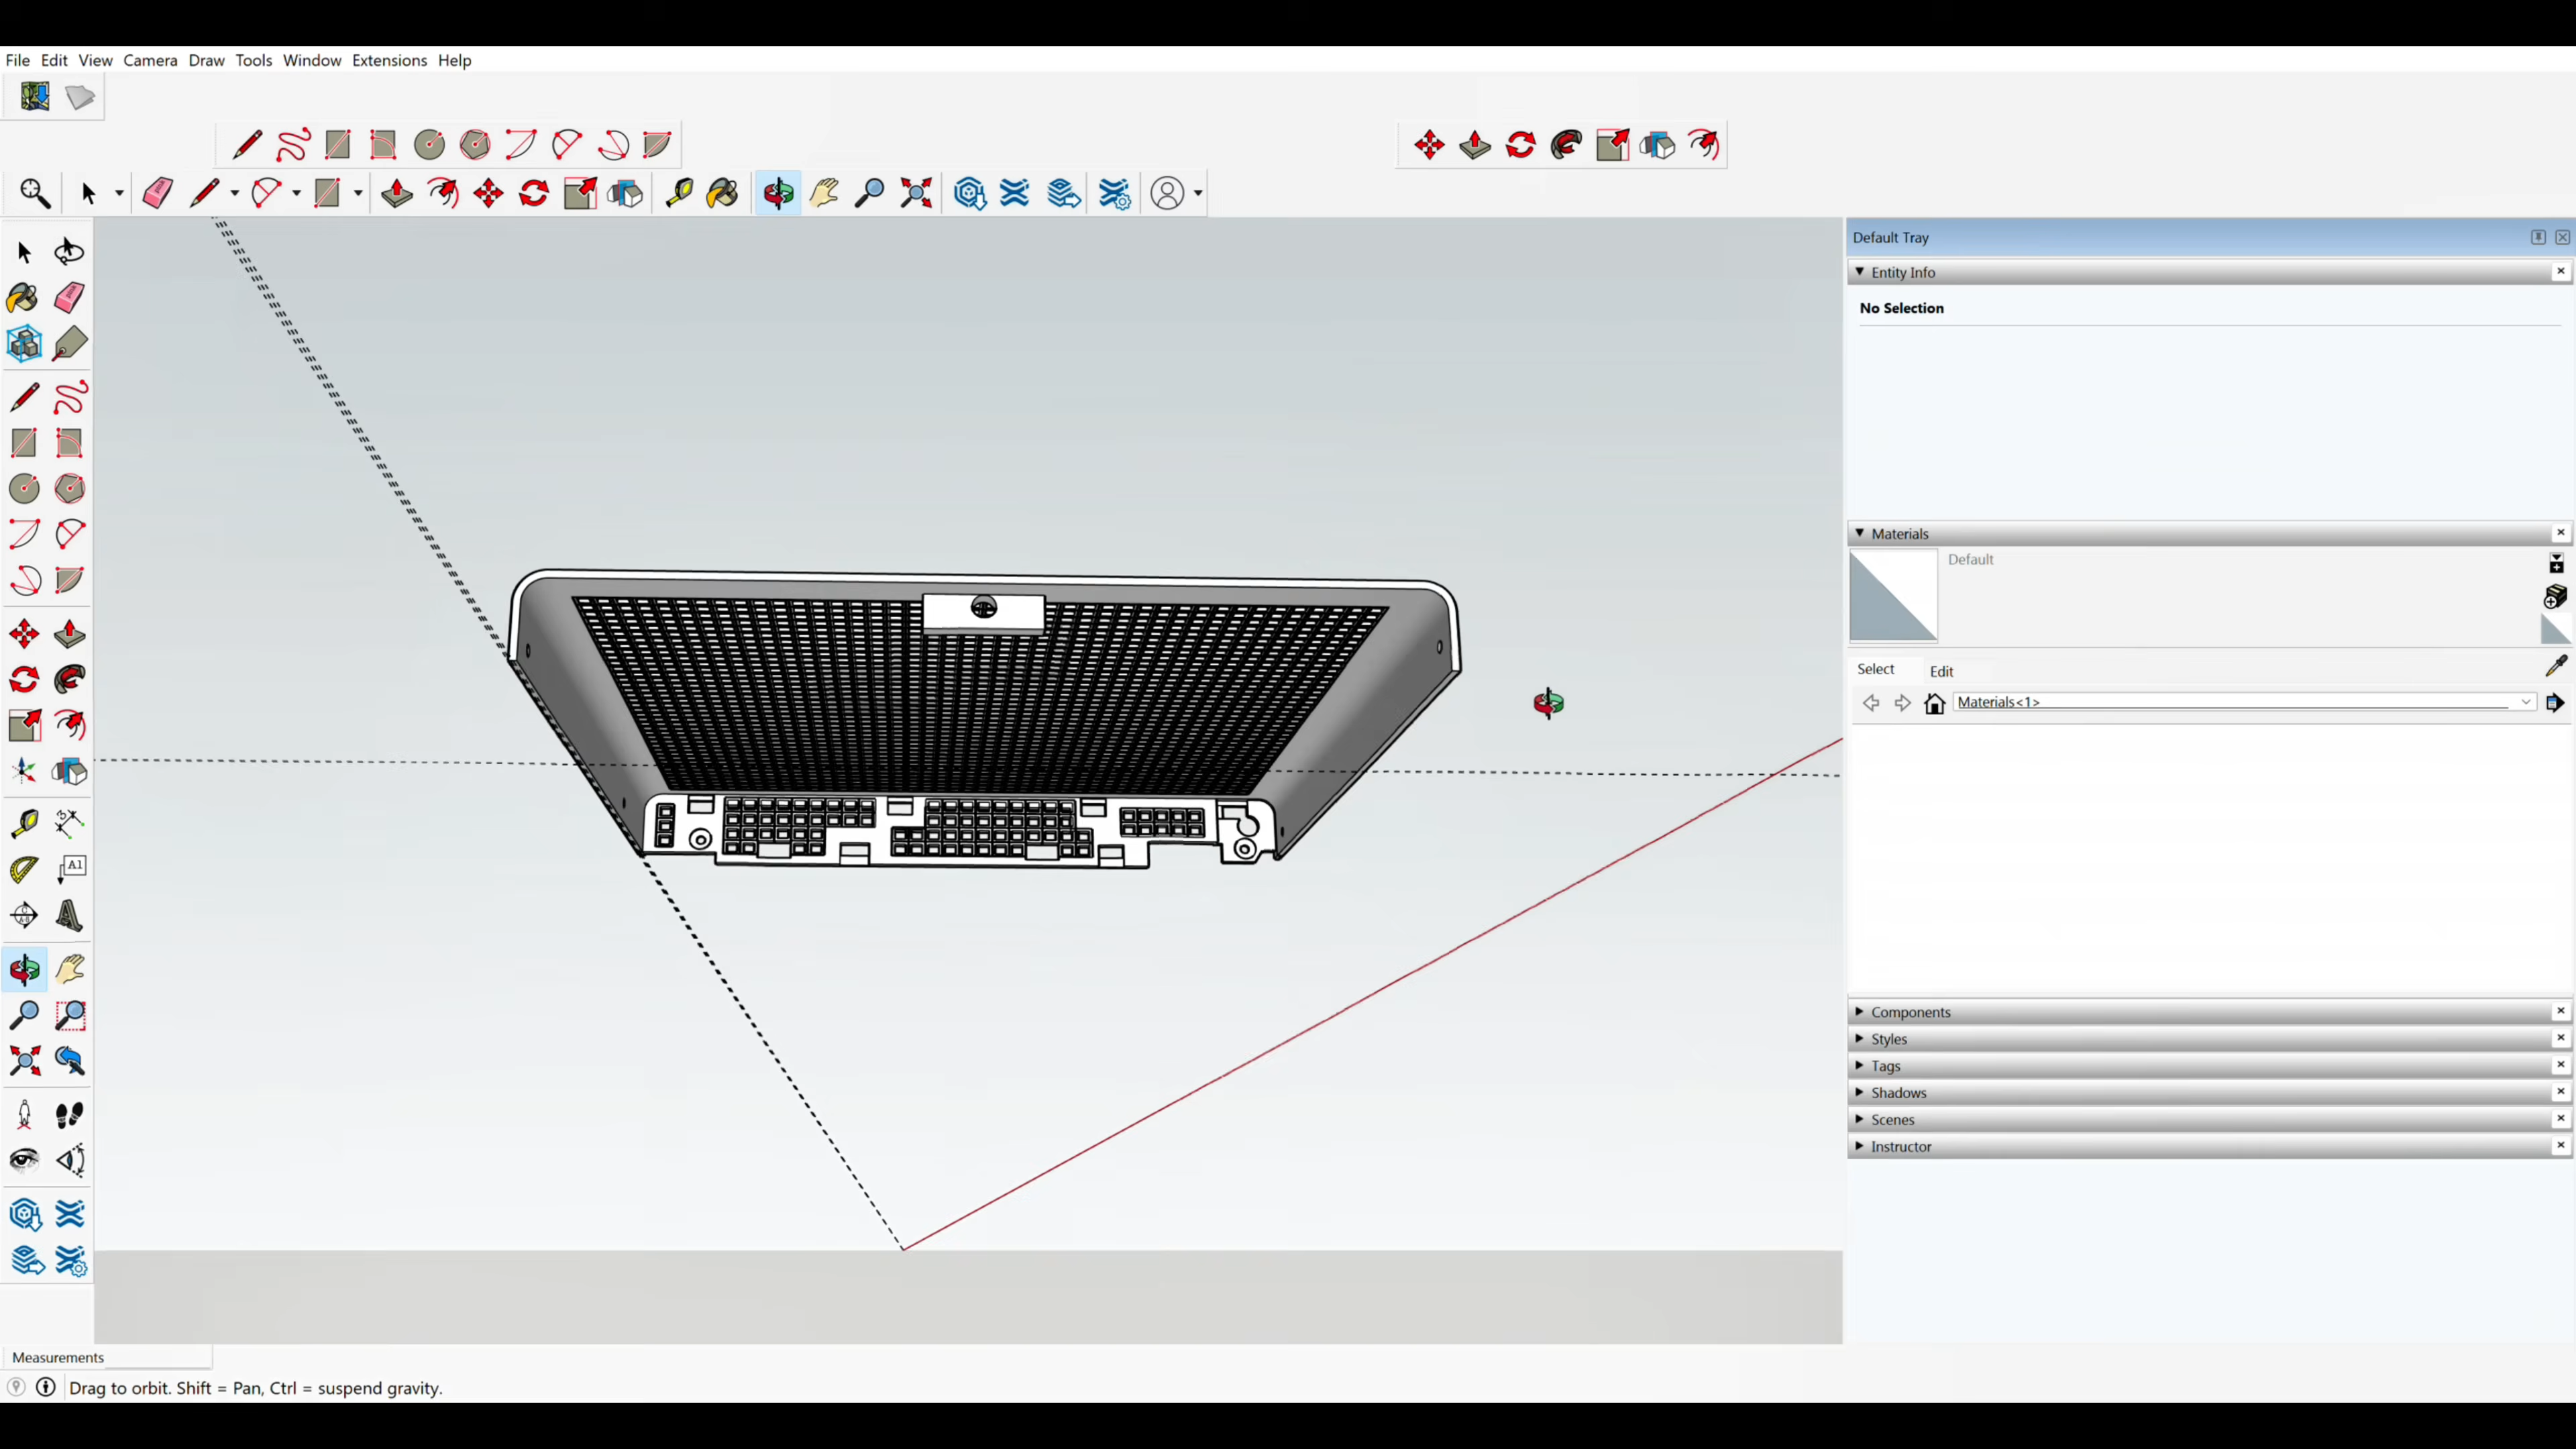 File Edit View Camera Draw Tools Window Extensions Help
Default Tray
Entity Info
No Selection
Materials
Default
Select Edit
Materials<1>
A1
Components
Styles
Tags
Shadows
Scenes
Instructor
Measurements
Drag to orbit. Shift = Pan, Ctrl = suspend gravity.